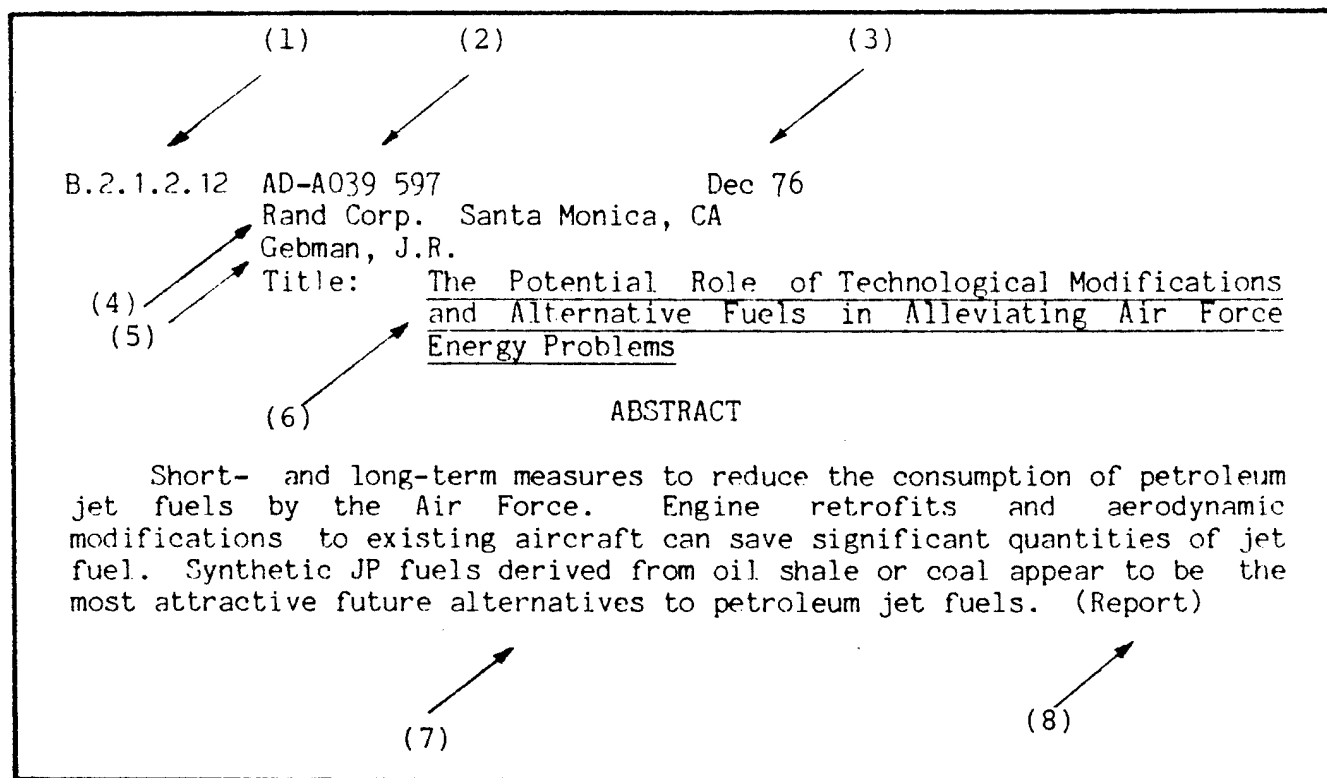 (1) (2) (3)
B.2.1.2.12 AD-A039 597 Dec 76
Rand Corp. Santa Monica, CA
Gebman, J.R.
(4)
Title: The Potential Role of Technological Modifications
(5)
and Alternative Fuels in Alleviating Air Force
Energy Problems
(6) ABSTRACT
Short- and long-term measures to reduce the consumption of petroleum
jet fuels by the Air Force. Engine retrofits and aerodynamic
modifications to existing aircraft can save significant quantities of jet
fuel. Synthetic JP fuels derived from oil shale or coal appear to be the
most attractive future alternatives to petroleum jet fuels. (Report)
(7) (8)